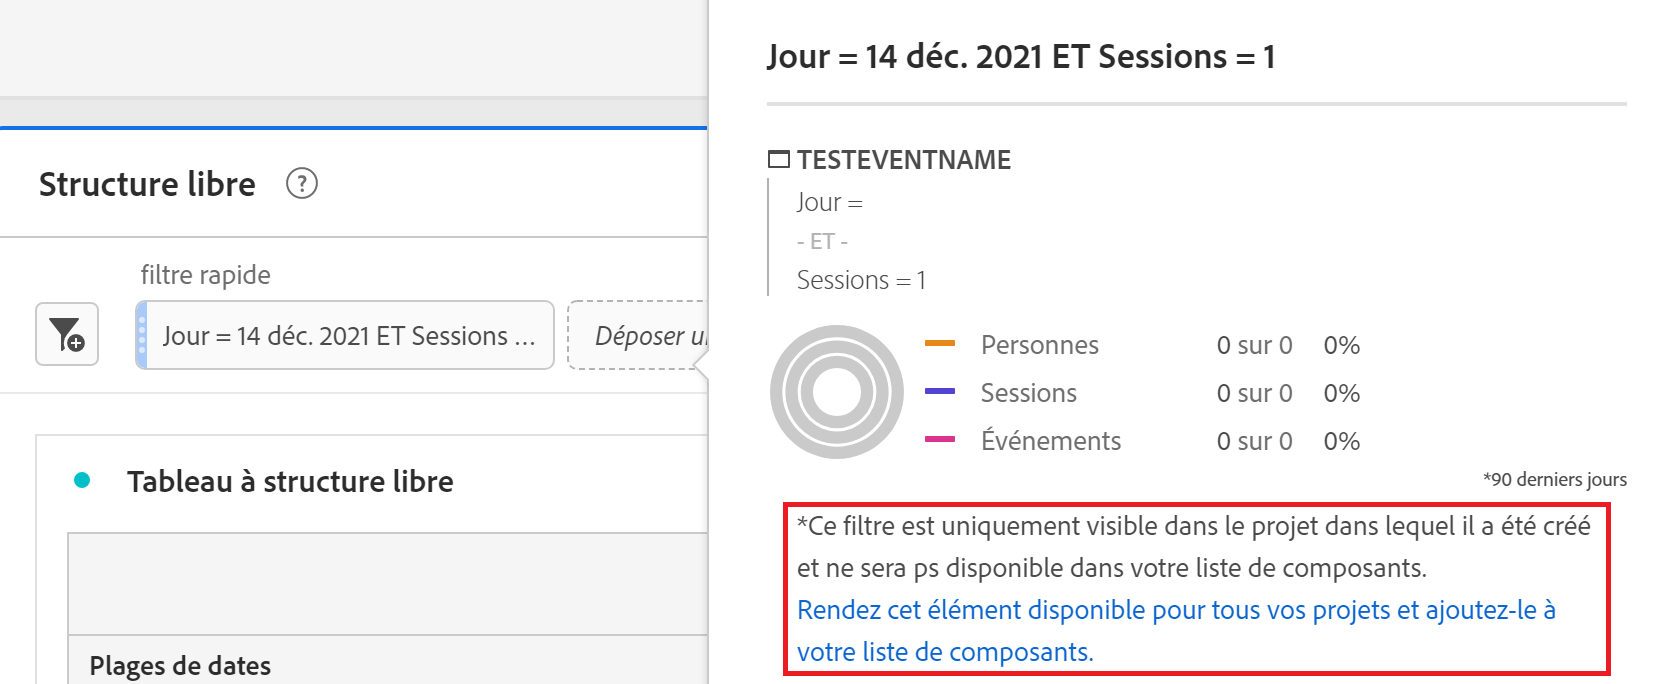 Structure libre ?
filtre rapide
Jour = 14 déc. 2021 ET Sessions ...
Déposer
Tableau à structure libre
Plages de dates
Jour = 14 déc. 2021 ET Sessions = 1
TESTEVENTNAME
Jour =
- ET -
Sessions = 1
Personnes 0 sur 0 0%
Sessions 0 sur 0 0%
Événements 0 sur 0 0%
*90 derniers jours
*Ce filtre est uniquement visible dans le projet dans lequel il a été créé
et ne sera ps disponible dans votre liste de composants.
Rendez cet élément disponible pour tous vos projets et ajoutez-le à
votre liste de composants.